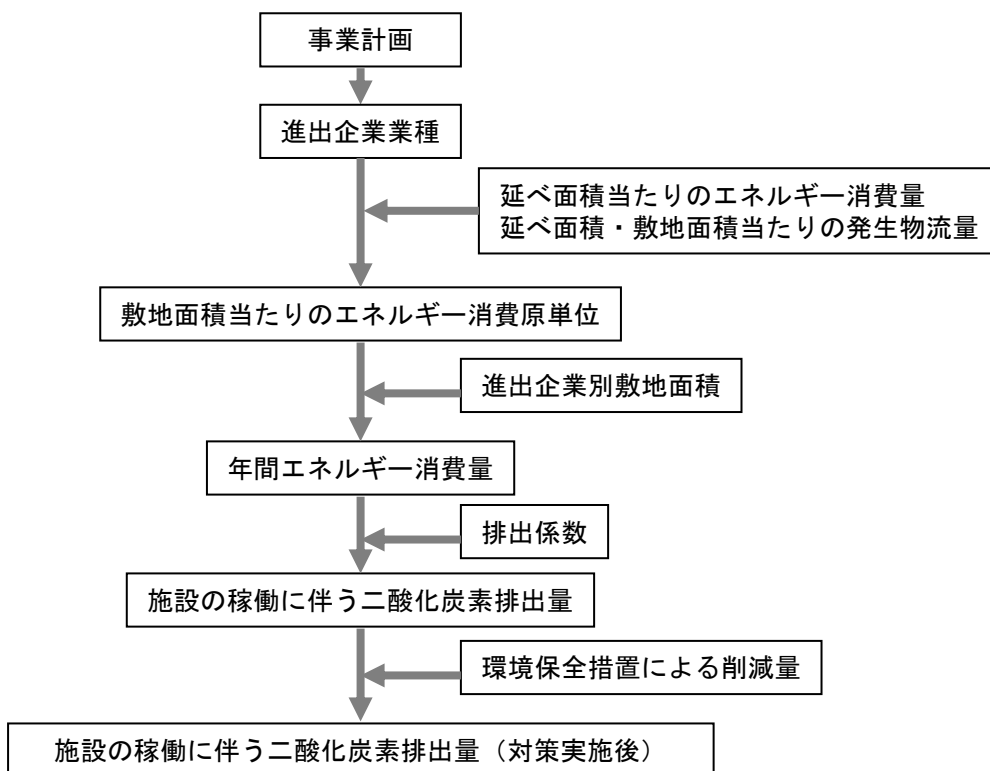 事業計画
進出企業業種
延べ面積当たりのエネルギー消費量
延べ面積・敷地面積当たりの発生物流量
敷地面積当たりのエネルギー消費原単位
進出企業別敷地面積
年間エネルギー消費量
排出係数
施設の稼働に伴う二酸化炭素排出量
環境保全措置による削減量
施設の稼働に伴う二酸化炭素排出量（対策実施後）